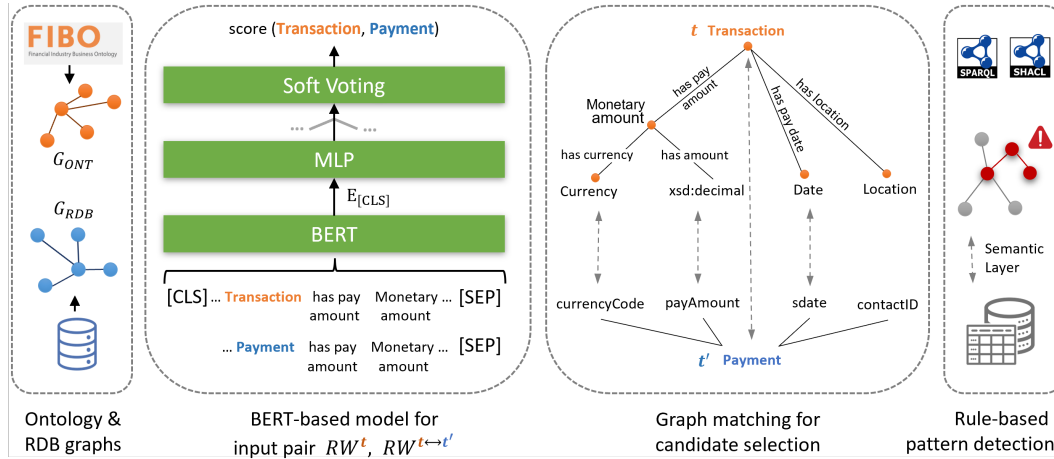 FIBO
Financial Industry Business Ontology
G_ONT
G_RDB
Ontology &
RDB graphs
score (Transaction, Payment)
Soft Voting
... ...
MLP
E[CLS]
BERT
[CLS] ... Transaction has pay amount Monetary amount ... [SEP]
... Payment has pay amount Monetary amount ... [SEP]
BERT-based model for
input pair RW^t, RW^t↔t'
t Transaction
has pay amount
has pay date
has location
Monetary
amount
has currency
has amount
Currency
xsd:decimal
Date
Location
currencyCode
payAmount
sdate
contactID
t' Payment
Graph matching for
candidate selection
SPARQL
SHACL
Semantic
Layer
Rule-based
pattern detection